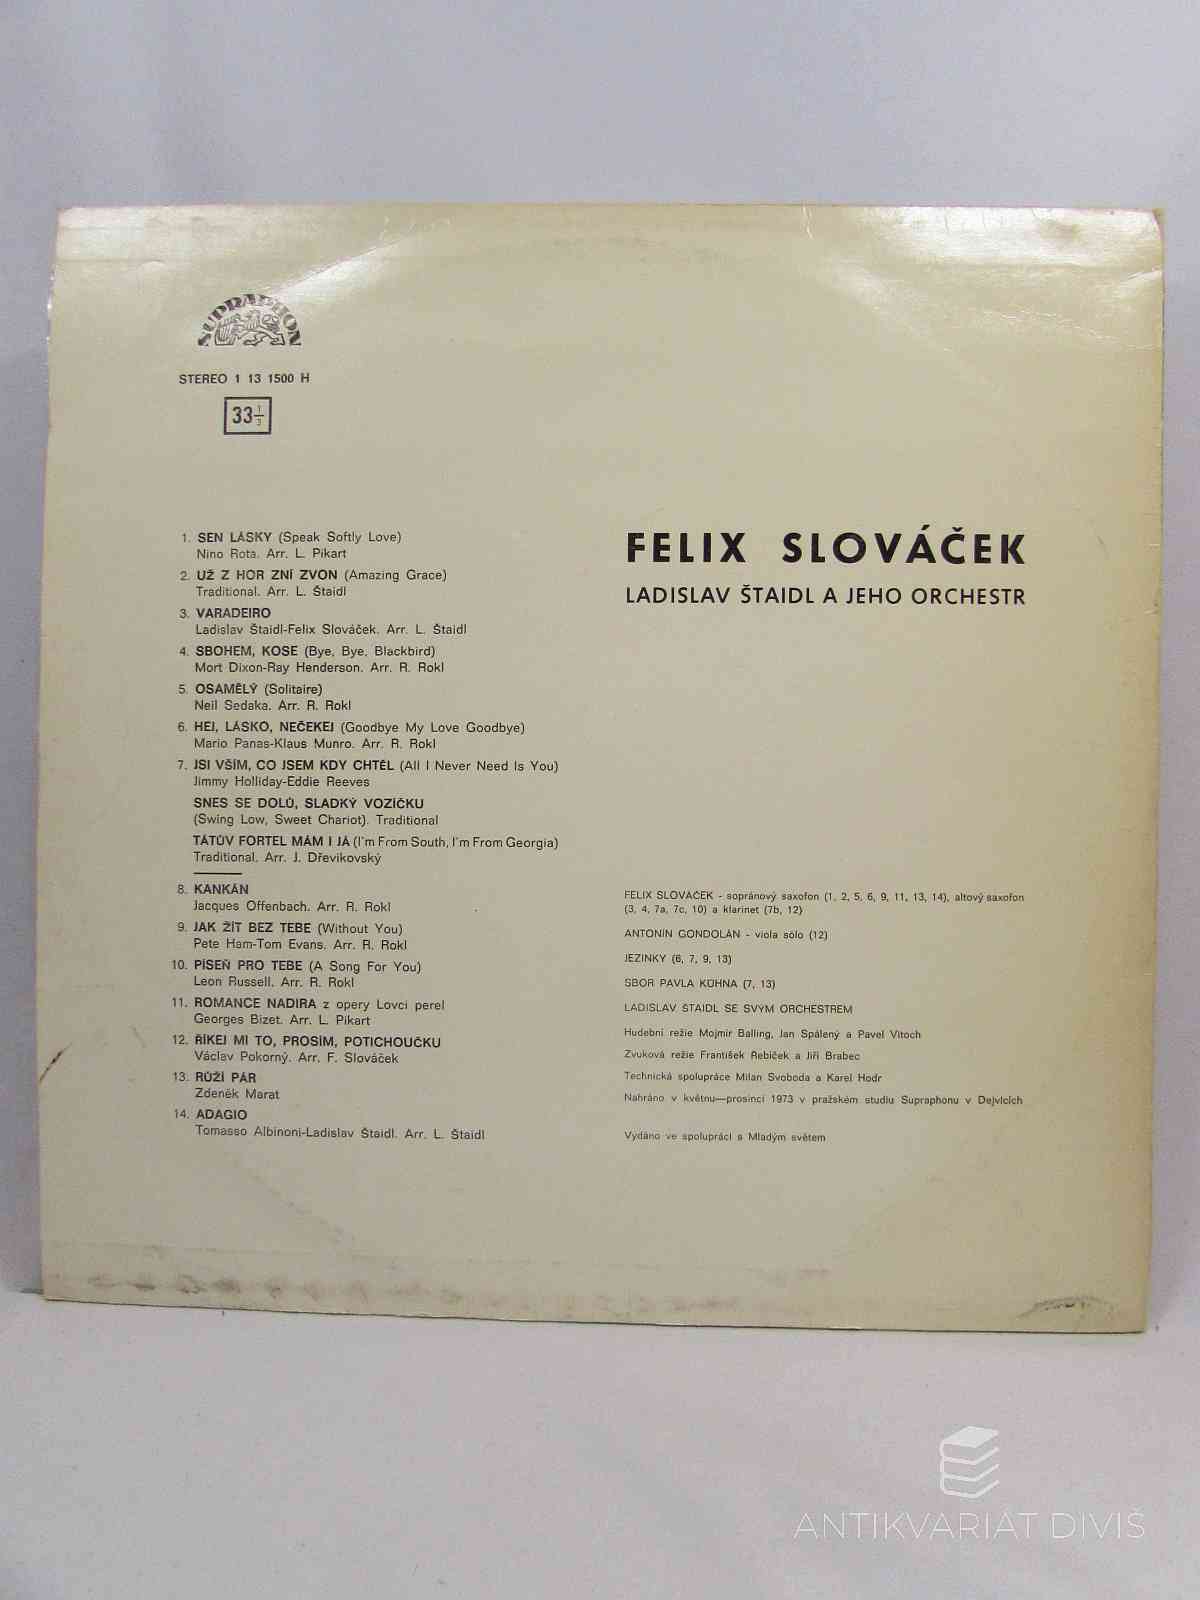 SUPRAPHON
STEREO 1 13 1500 H
33 1/3
1. SEN LÁSKY (Speak Softly Love)
Nino Rota. Arr. L. Pikart
2. UŽ Z HOR ZNÍ ZVON (Amazing Grace)
Traditional. Arr. L. Štaidl
3. VARADEIRO
Ladislav Štaidl-Felix Slováček. Arr. L. Štaidl
4. SBOHEM, KOSE (Bye, Bye, Blackbird)
Mort Dixon-Ray Henderson. Arr. R. Rokl
5. OSAMĚLÝ (Solitaire)
Neil Sedaka. Arr. R. Rokl
6. HEJ, LÁSKO, NEČEKEJ (Goodbye My Love Goodbye)
Mario Panas-Klaus Munro. Arr. R. Rokl
7. JSI VŠÍM, CO JSEM KDY CHTĚL (All I Never Need Is You)
Jimmy Holliday-Eddie Reeves
SNES SE DOLŮ, SLADKÝ VOZÍČKU
(Swing Low, Sweet Chariot). Traditional
TÁTŮV FORTEL MÁM I JÁ (I'm From South, I'm From Georgia)
Traditional. Arr. J. Dřevikovský
8. KANKÁN
Jacques Offenbach. Arr. R. Rokl
9. JAK ŽÍT BEZ TEBE (Without You)
Pete Ham-Tom Evans. Arr. R. Rokl
10. PÍSEŇ PRO TEBE (A Song For You)
Leon Russell. Arr. R. Rokl
11. ROMANCE NADIRA z opery Lovci perel
Georges Bizet. Arr. L. Pikart
12. ŘÍKEJ MI TO, PROSÍM, POTICHOUČKU
Václav Pokorný. Arr. F. Slováček
13. RŮŽÍ PÁR
Zdeněk Marat
14. ADAGIO
Tomasso Albinoni-Ladislav Štaidl. Arr. L. Štaidl
FELIX SLOVÁČEK
LADISLAV ŠTAIDL A JEHO ORCHESTR
FELIX SLOVÁČEK - sopránový saxofon (1, 2, 5, 6, 9, 11, 13, 14), altový saxofon
(3, 4, 7a, 7c, 10) a klarinet (7b, 12)
ANTONÍN GONDOLÁN - viola sólo (12)
JEZINKY (6, 7, 9, 13)
SBOR PAVLA KÜHNA (7, 13)
LADISLAV ŠTAIDL SE SVÝM ORCHESTREM
Hudební režie Mojmír Balling, Jan Spálený a Pavel Vitoch
Zvuková režie František Řebíček a Jiří Brabec
Technická spolupráce Milan Svoboda a Karel Hodr
Nahráno v květnu—prosinci 1973 v pražském studiu Supraphonu v Dejvicích
Vydáno ve spolupráci s Mladým světem
ANTIKVARIÁT DIVIŠ